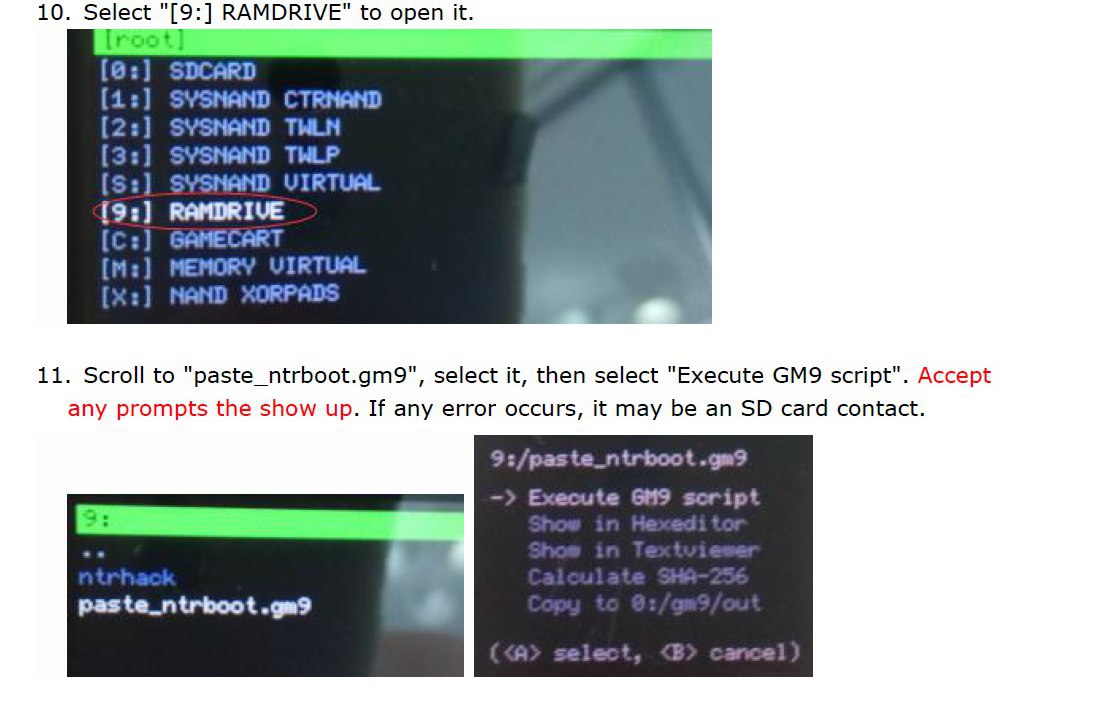 10. Select "[9:] RAMDRIVE" to open it.
[root]
[0:] SDCARD
[1:] SYSNAND CTRNAND
[2:] SYSNAND TWLN
[3:] SYSNAND TWLP
[S:] SYSNAND VIRTUAL
[9:] RAMDRIVE
[C:] GAMECART
[M:] MEMORY VIRTUAL
[X:] NAND XORPADS
11. Scroll to "paste_ntrboot.gm9", select it, then select "Execute GM9 script". Accept
any prompts the show up. If any error occurs, it may be an SD card contact.
9:
..
ntrhack
paste_ntrboot.gm9
9:/paste_ntrboot.gm9
-> Execute GM9 script
Show in Hexeditor
Show in Textviewer
Calculate SHA-256
Copy to 0:/gm9/out
(<A> select, <B> cancel)